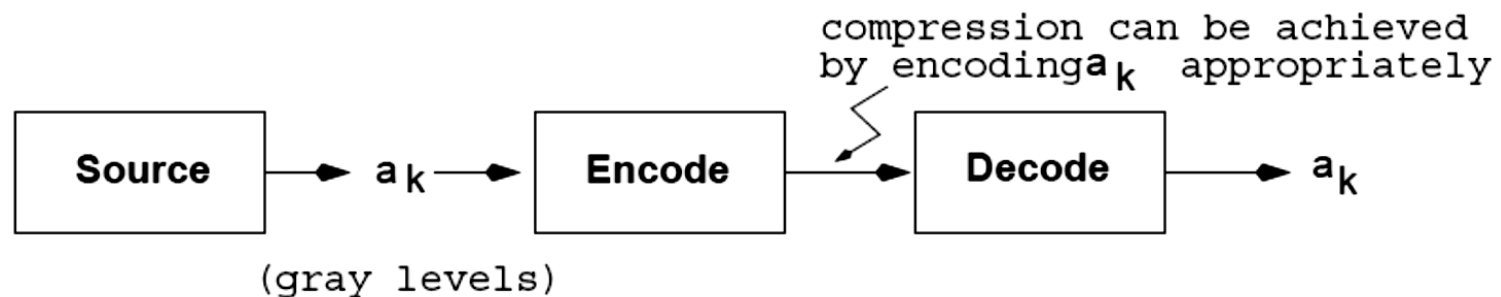 compression can be achieved
by encoding a k appropriately
Source
a k
Encode
Decode
a k
(gray levels)